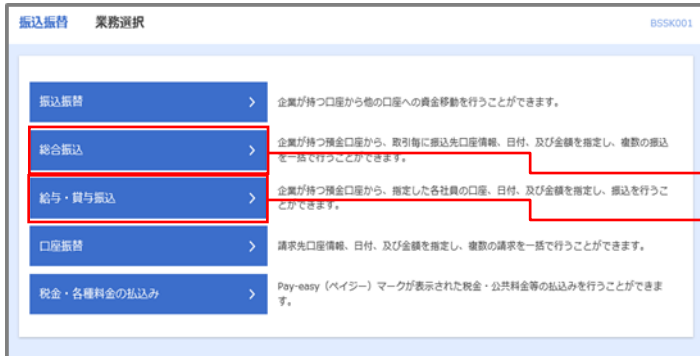 振込振替 業務選択 BSSK001
振込振替
企業が持つ口座から他の口座への資金移動を行うことができます。
総合振込
企業が持つ預金口座から、取引毎に振込先口座情報、日付、及び金額を指定し、複数の振込
を一括で行うことができます。
給与・賞与振込
企業が持つ預金口座から、指定した各社員の口座、日付、及び金額を指定し、振込を行うこ
とができます。
口座振替
請求先口座情報、日付、及び金額を指定し、複数の請求を一括で行うことができます。
税金・各種料金の払込み
Pay-easy（ペイジー）マークが表示された税金・公共料金等の払込みを行うことができま
す。